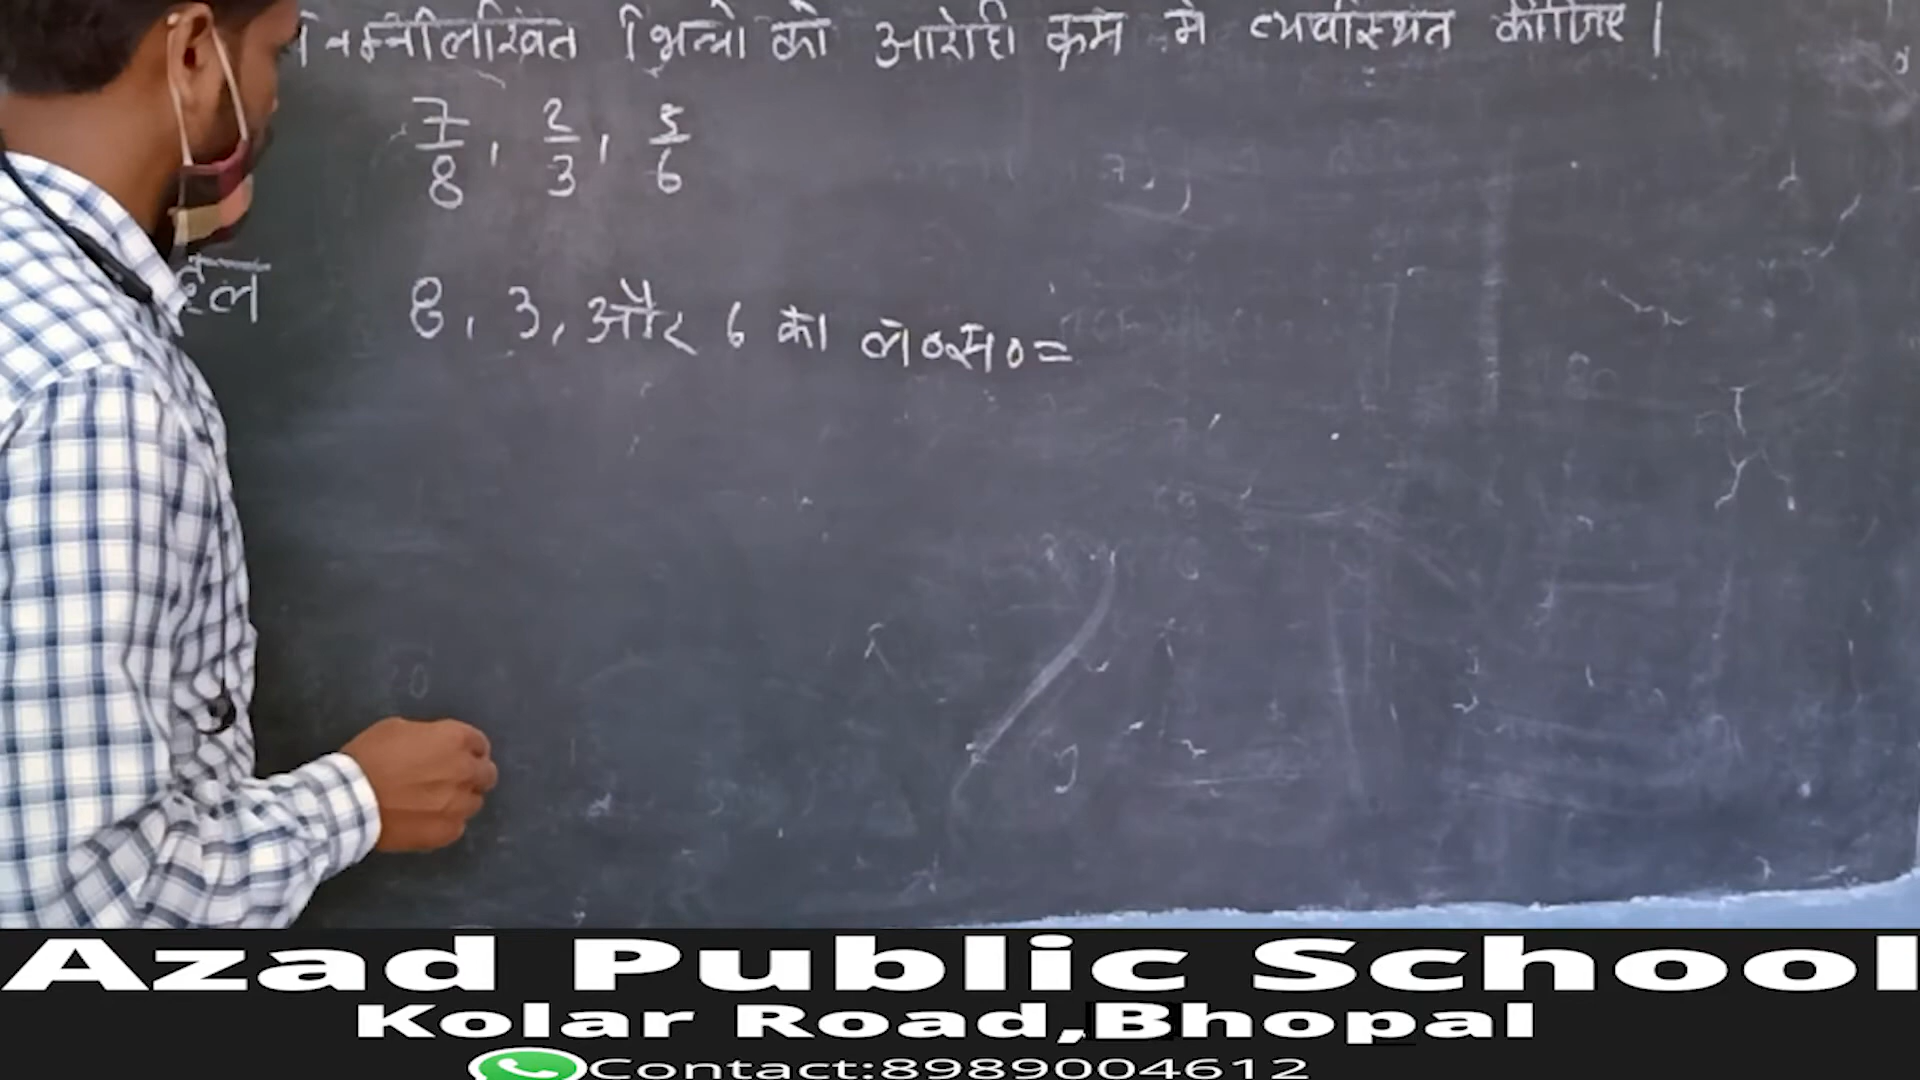 निम्नलिखित भिन्नो को आरोही क्रम मे व्यवस्थित कीजिए।
7/8, 2/3, 5/6
हल
8, 3, और 6 का ल०स० =
Azad Public School
Kolar Road,Bhopal
Contact:8989004612